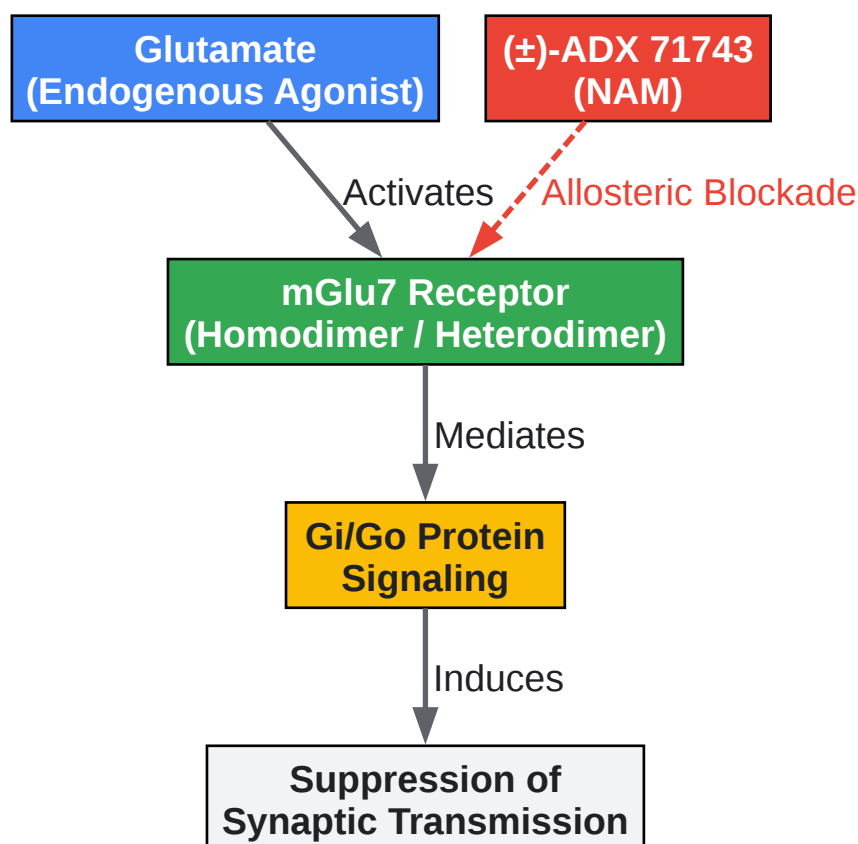 Glutamate
(Endogenous Agonist)
(±)-ADX 71743
(NAM)
Activates
Allosteric Blockade
mGlu7 Receptor
(Homodimer / Heterodimer)
Mediates
Gi/Go Protein
Signaling
Induces
Suppression of
Synaptic Transmission